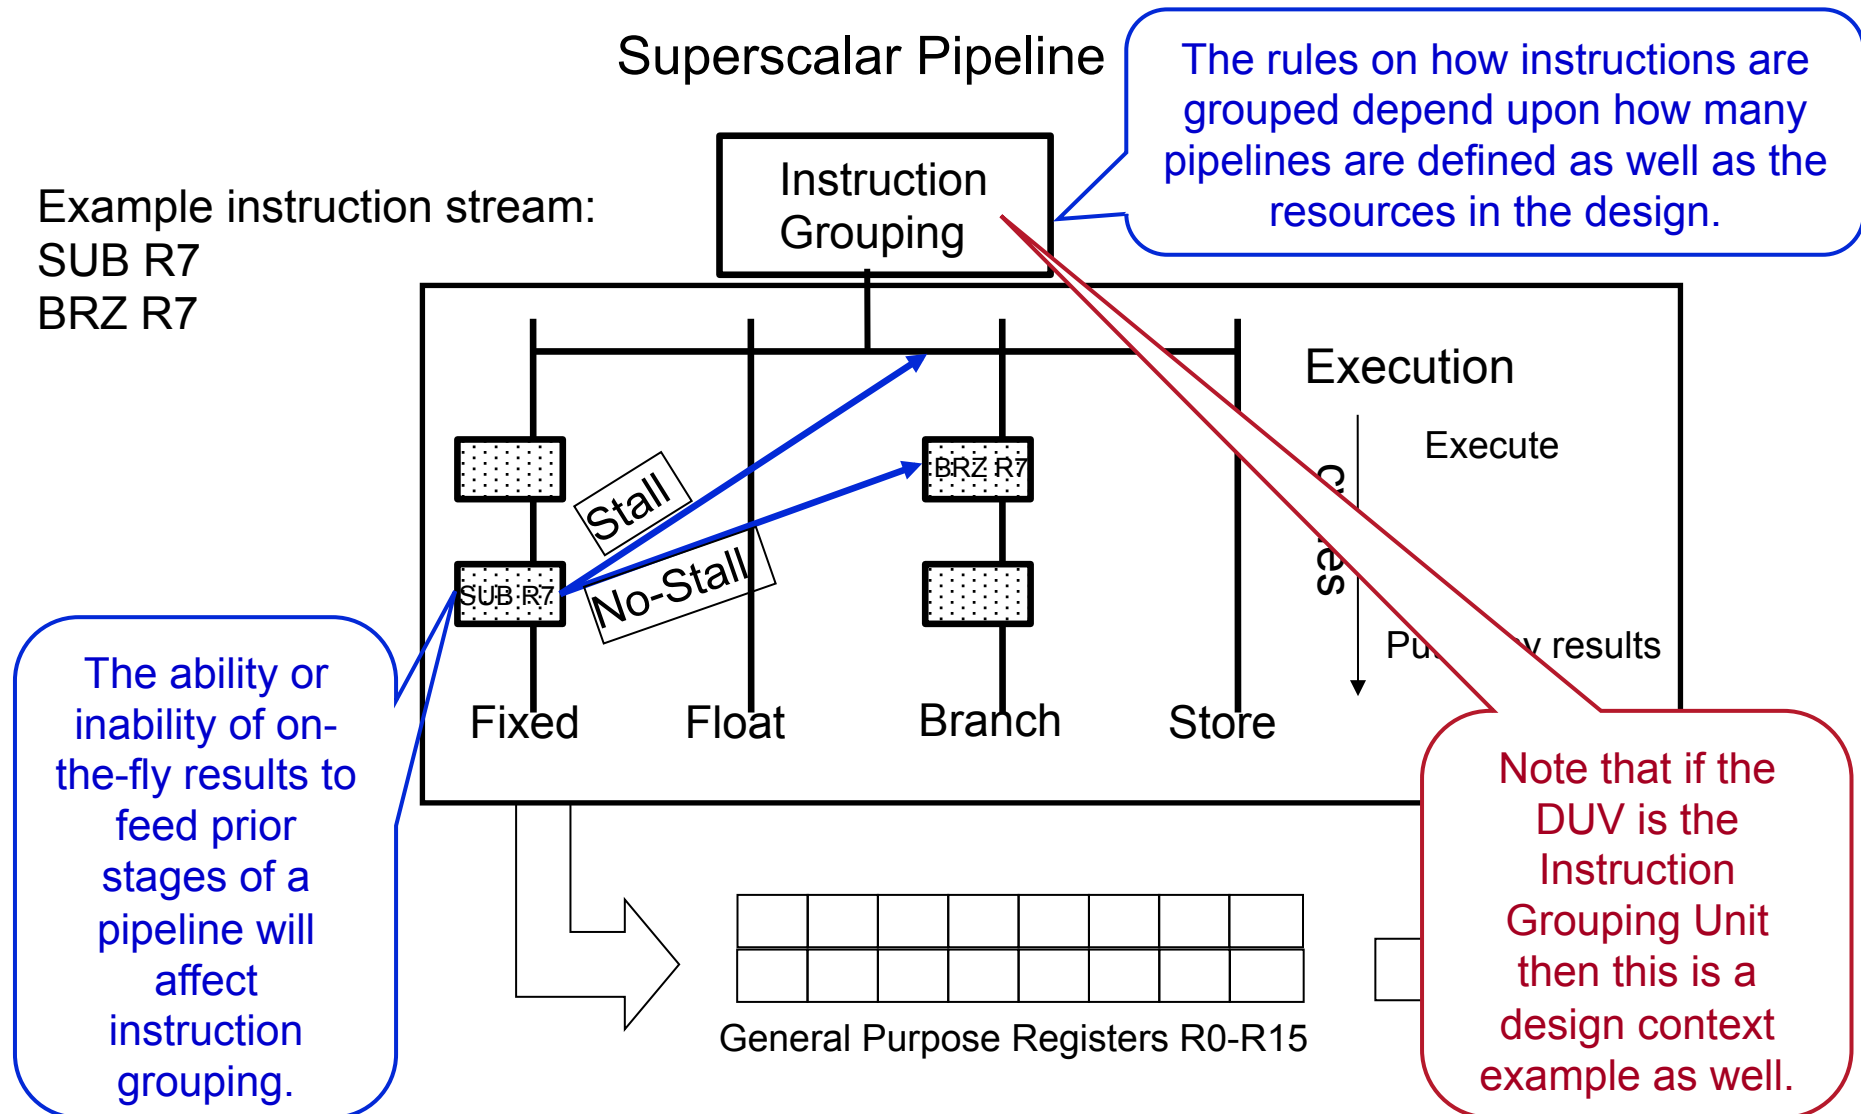 Superscalar Pipeline
The rules on how instructions are
grouped depend upon how many
pipelines are defined as well as the
resources in the design.
Instruction
Grouping
Example instruction stream:
SUB R7
BRZ R7
Execution
Execute
BRZ R7
Stall
No-Stall
SUB R7
results
Fixed
Float
Branch
Store
The ability or
inability of on-
the-fly results to
feed prior
stages of a
pipeline will
affect
instruction
grouping.
Note that if the
DUV is the
Instruction
Grouping Unit
then this is a
design context
example as well.
General Purpose Registers R0-R15